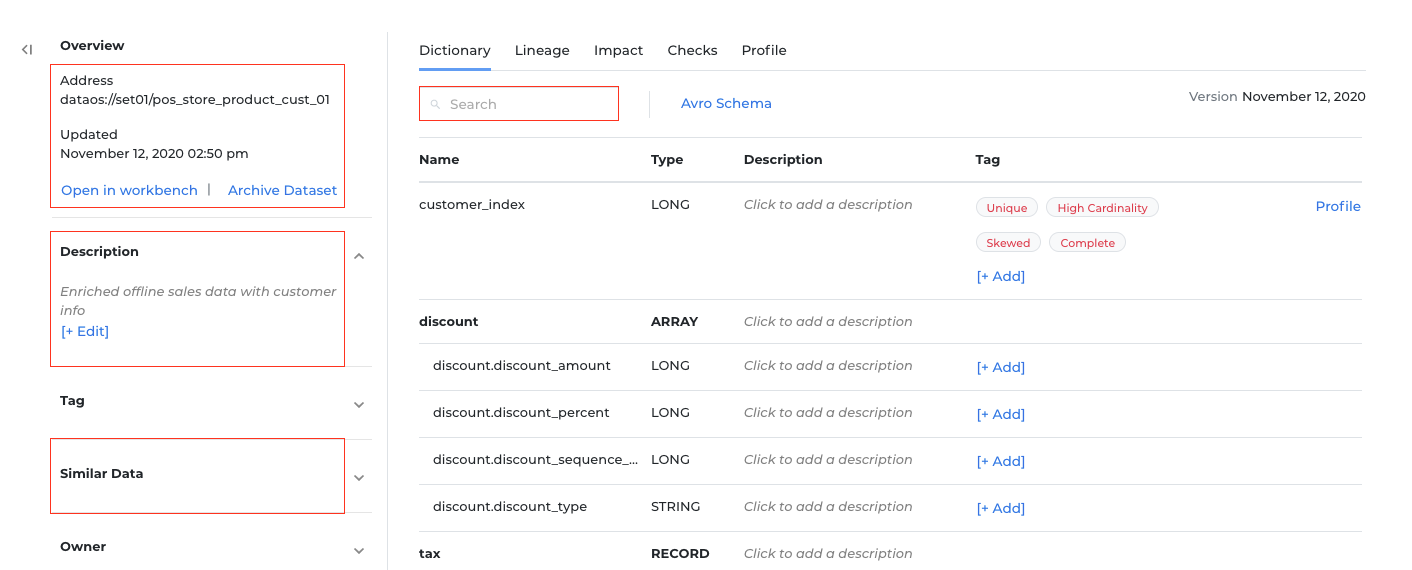 Overview
Address
dataos://set01/pos_store_product_cust_01
Updated
November 12, 2020 02:50 pm
Open in workbench | Archive Dataset
Description
Enriched offline sales data with customer
info
[+ Edit]
Tag
Similar Data
Owner
Dictionary Lineage Impact Checks Profile
Search Avro Schema Version November 12, 2020
Name Type Description Tag
customer_index LONG Click to add a description Unique High Cardinality Profile
Skewed Complete
[+ Add]
discount ARRAY Click to add a description
discount.discount_amount LONG Click to add a description [+ Add]
discount.discount_percent LONG Click to add a description [+ Add]
discount.discount_sequence_... LONG Click to add a description [+ Add]
discount.discount_type STRING Click to add a description [+ Add]
tax RECORD Click to add a description